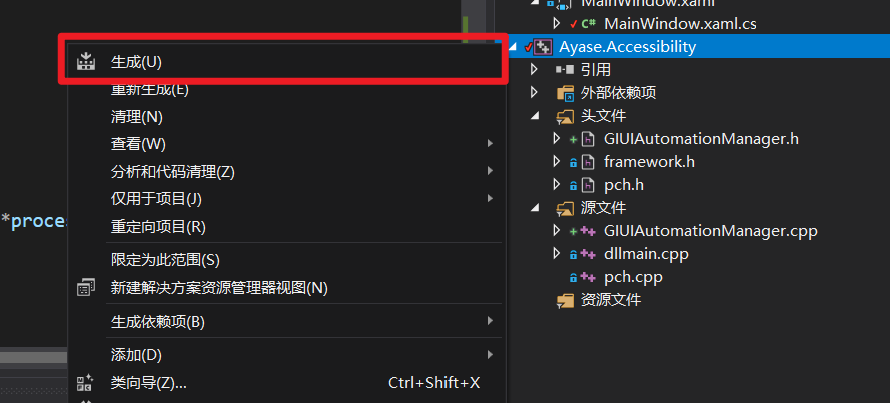 MainWindow.xaml
MainWindow.xaml.cs
Ayase.Accessibility
生成(U)
引用
重新生成(E)
外部依赖项
清理(N)
头文件
查看(W)
GIUIAutomationManager.h
分析和代码清理(Z)
framework.h
仅用于项目(J)
pch.h
*proce
重定向项目(R)
源文件
GIUIAutomationManager.cpp
限定为此范围(S)
dllmain.cpp
新建解决方案资源管理器视图(N)
pch.cpp
资源文件
生成依赖项(B)
添加(D)
类向导(Z)...
Ctrl+Shift+X